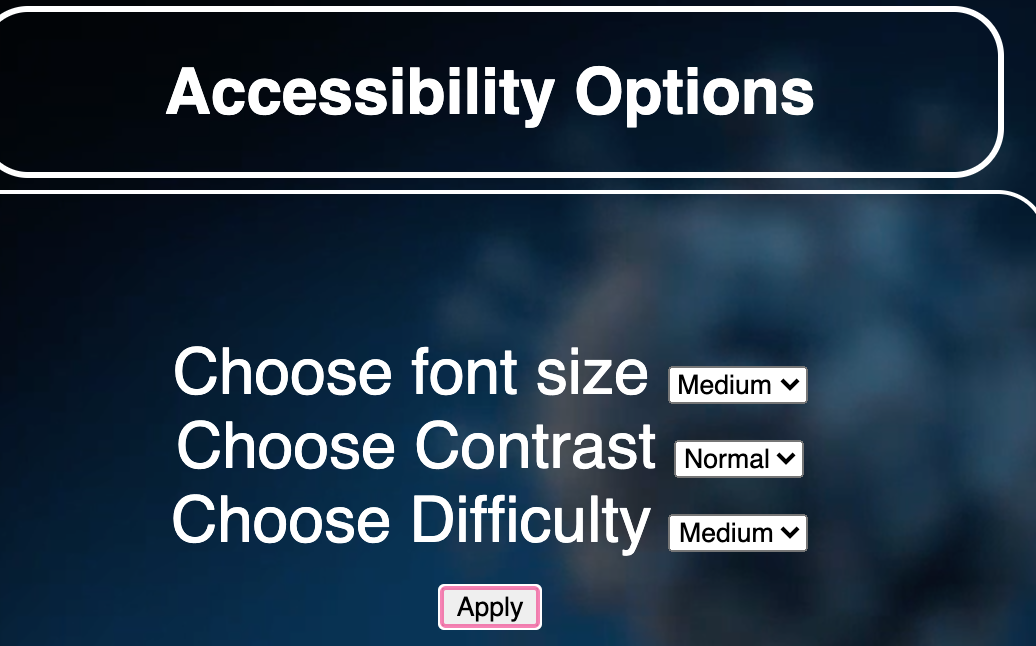 Accessibility Options
Choose font size Medium
Choose Contrast Normal
Choose Difficulty Medium
Apply